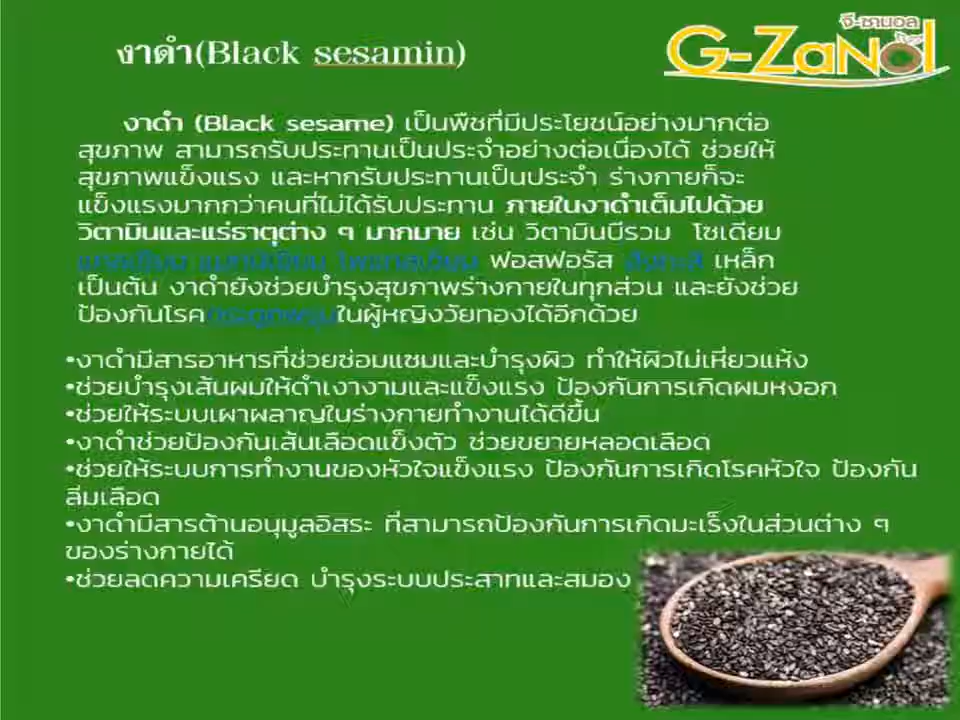 งาดำ(Black sesamin)
จี-ซานอล
G-ZaNol
งาดำ (Black sesame) เป็นพืชที่มีประโยชน์อย่างมากต่อ
สุขภาพ สามารถรับประทานเป็นประจำอย่างต่อเนื่องได้ ช่วยให้
สุขภาพแข็งแรง และหากรับประทานเป็นประจำ ร่างกายก็จะ
แข็งแรงมากกว่าคนที่ไม่ได้รับประทาน ภายในงาดำเต็มไปด้วย
วิตามินและแร่ธาตุต่าง ๆ มากมาย เช่น วิตามินบีรวม โซเดียม
แคลเซียม แมกนีเซียม โพแทสเซียม ฟอสฟอรัส สังกะสี เหล็ก
เป็นต้น งาดำยังช่วยบำรุงสุขภาพร่างกายในทุกส่วน และยังช่วย
ป้องกันโรคกระดูกพรุนในผู้หญิงวัยทองได้อีกด้วย
•งาดำมีสารอาหารที่ช่วยซ่อมแซมและบำรุงผิว ทำให้ผิวไม่เหี่ยวแห้ง
•ช่วยบำรุงเส้นผมให้ดำเงางามและแข็งแรง ป้องกันการเกิดผมหงอก
•ช่วยให้ระบบเผาผลาญในร่างกายทำงานได้ดีขึ้น
•งาดำช่วยป้องกันเส้นเลือดแข็งตัว ช่วยขยายหลอดเลือด
•ช่วยให้ระบบการทำงานของหัวใจแข็งแรง ป้องกันการเกิดโรคหัวใจ ป้องกัน
ลิ่มเลือด
•งาดำมีสารต้านอนุมูลอิสระ ที่สามารถป้องกันการเกิดมะเร็งในส่วนต่าง ๆ
ของร่างกายได้
•ช่วยลดความเครียด บำรุงระบบประสาทและสมอง